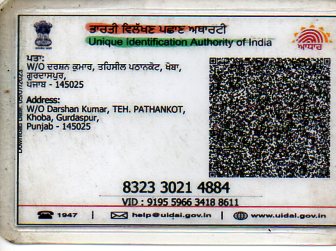 ਭਾਰਤੀ ਵਿਲੱਖਣ ਪਛਾਣ ਅਥਾਰਟੀ
Unique Identification Authority of India
ਪਤਾ:
W/O ਦਰਸ਼ਨ ਕੁਮਾਰ, ਤਹਿਸੀਲ ਪਠਾਨਕੋਟ, ਖੋਬਾ,
ਗੁਰਦਾਸਪੁਰ,
ਪੰਜਾਬ - 145025
Address:
W/O Darshan Kumar, TEH. PATHANKOT,
Khoba, Gurdaspur,
Punjab - 145025
8323 3021 4884
VID : 9195 5966 3418 8611
1947
help@uidai.gov.in
www.uidai.gov.in